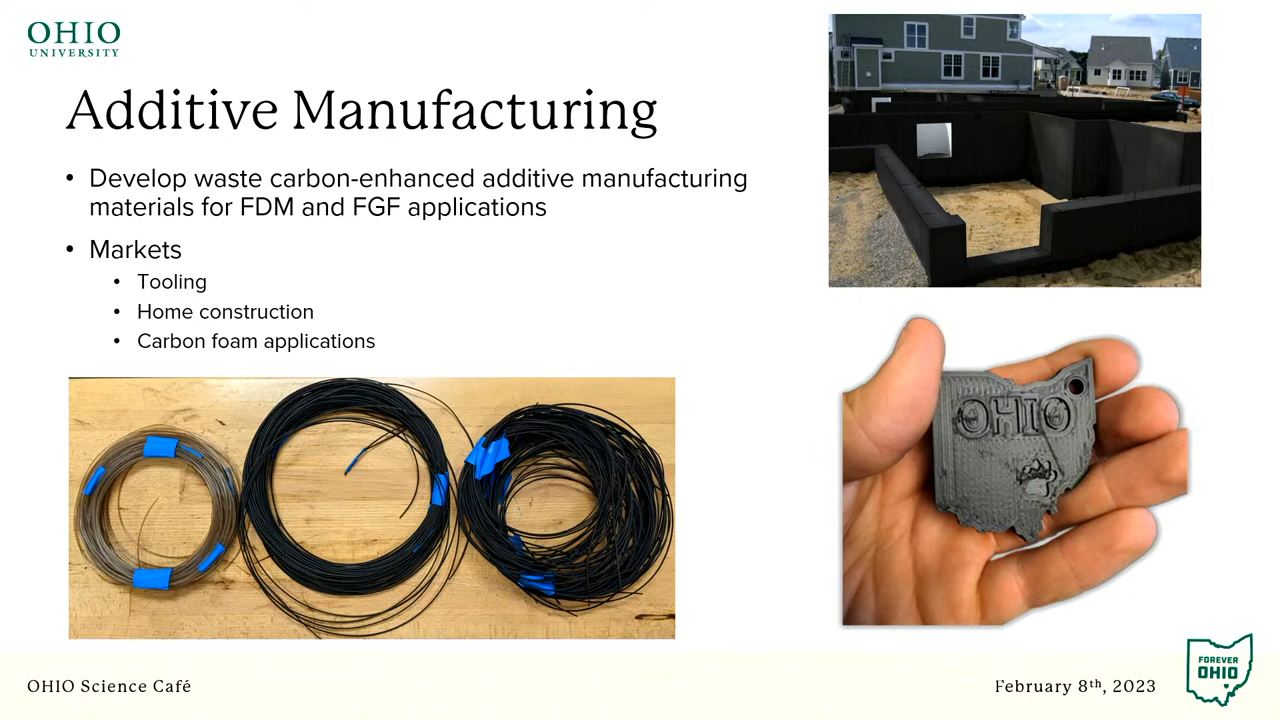 OHIO
UNIVERSITY
Additive Manufacturing
• Develop waste carbon-enhanced additive manufacturing
materials for FDM and FGF applications
• Markets
• Tooling
• Home construction
• Carbon foam applications
OHIO
OHIO Science Café
February 8th, 2023
FOREVER
OHIO